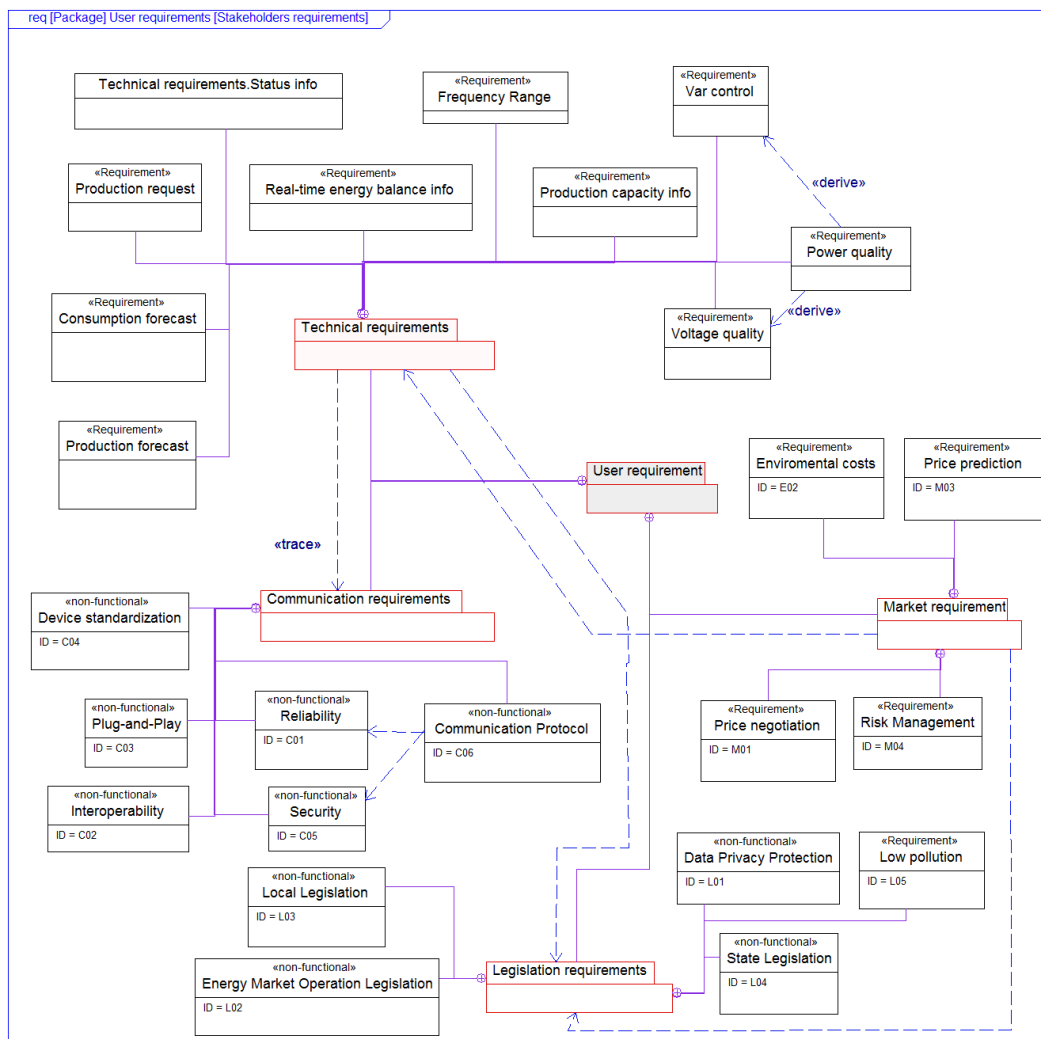 req [Package] User requirements [Stakeholders requirements]
Technical requirements.Status info
«Requirement»
Frequency Range
«Requirement»
Var control
«Requirement»
Production request
«Requirement»
Real-time energy balance info
«Requirement»
Production capacity info
«derive»
«Requirement»
Power quality
«Requirement»
Consumption forecast
Technical requirements
«Requirement»
Voltage quality
«derive»
«Requirement»
Production forecast
User requirement
«Requirement»
Enviromental costs
ID = E02
«Requirement»
Price prediction
ID = M03
«trace»
Communication requirements
Market requirement
«non-functional»
Device standardization
ID = C04
«non-functional»
Plug-and-Play
ID = C03
«non-functional»
Reliability
ID = C01
«non-functional»
Communication Protocol
ID = C06
«Requirement»
Price negotiation
ID = M01
«Requirement»
Risk Management
ID = M04
«non-functional»
Interoperability
ID = C02
«non-functional»
Security
ID = C05
«non-functional»
Data Privacy Protection
ID = L01
«Requirement»
Low pollution
ID = L05
«non-functional»
Local Legislation
ID = L03
«non-functional»
State Legislation
ID = L04
«non-functional»
Energy Market Operation Legislation
ID = L02
Legislation requirements